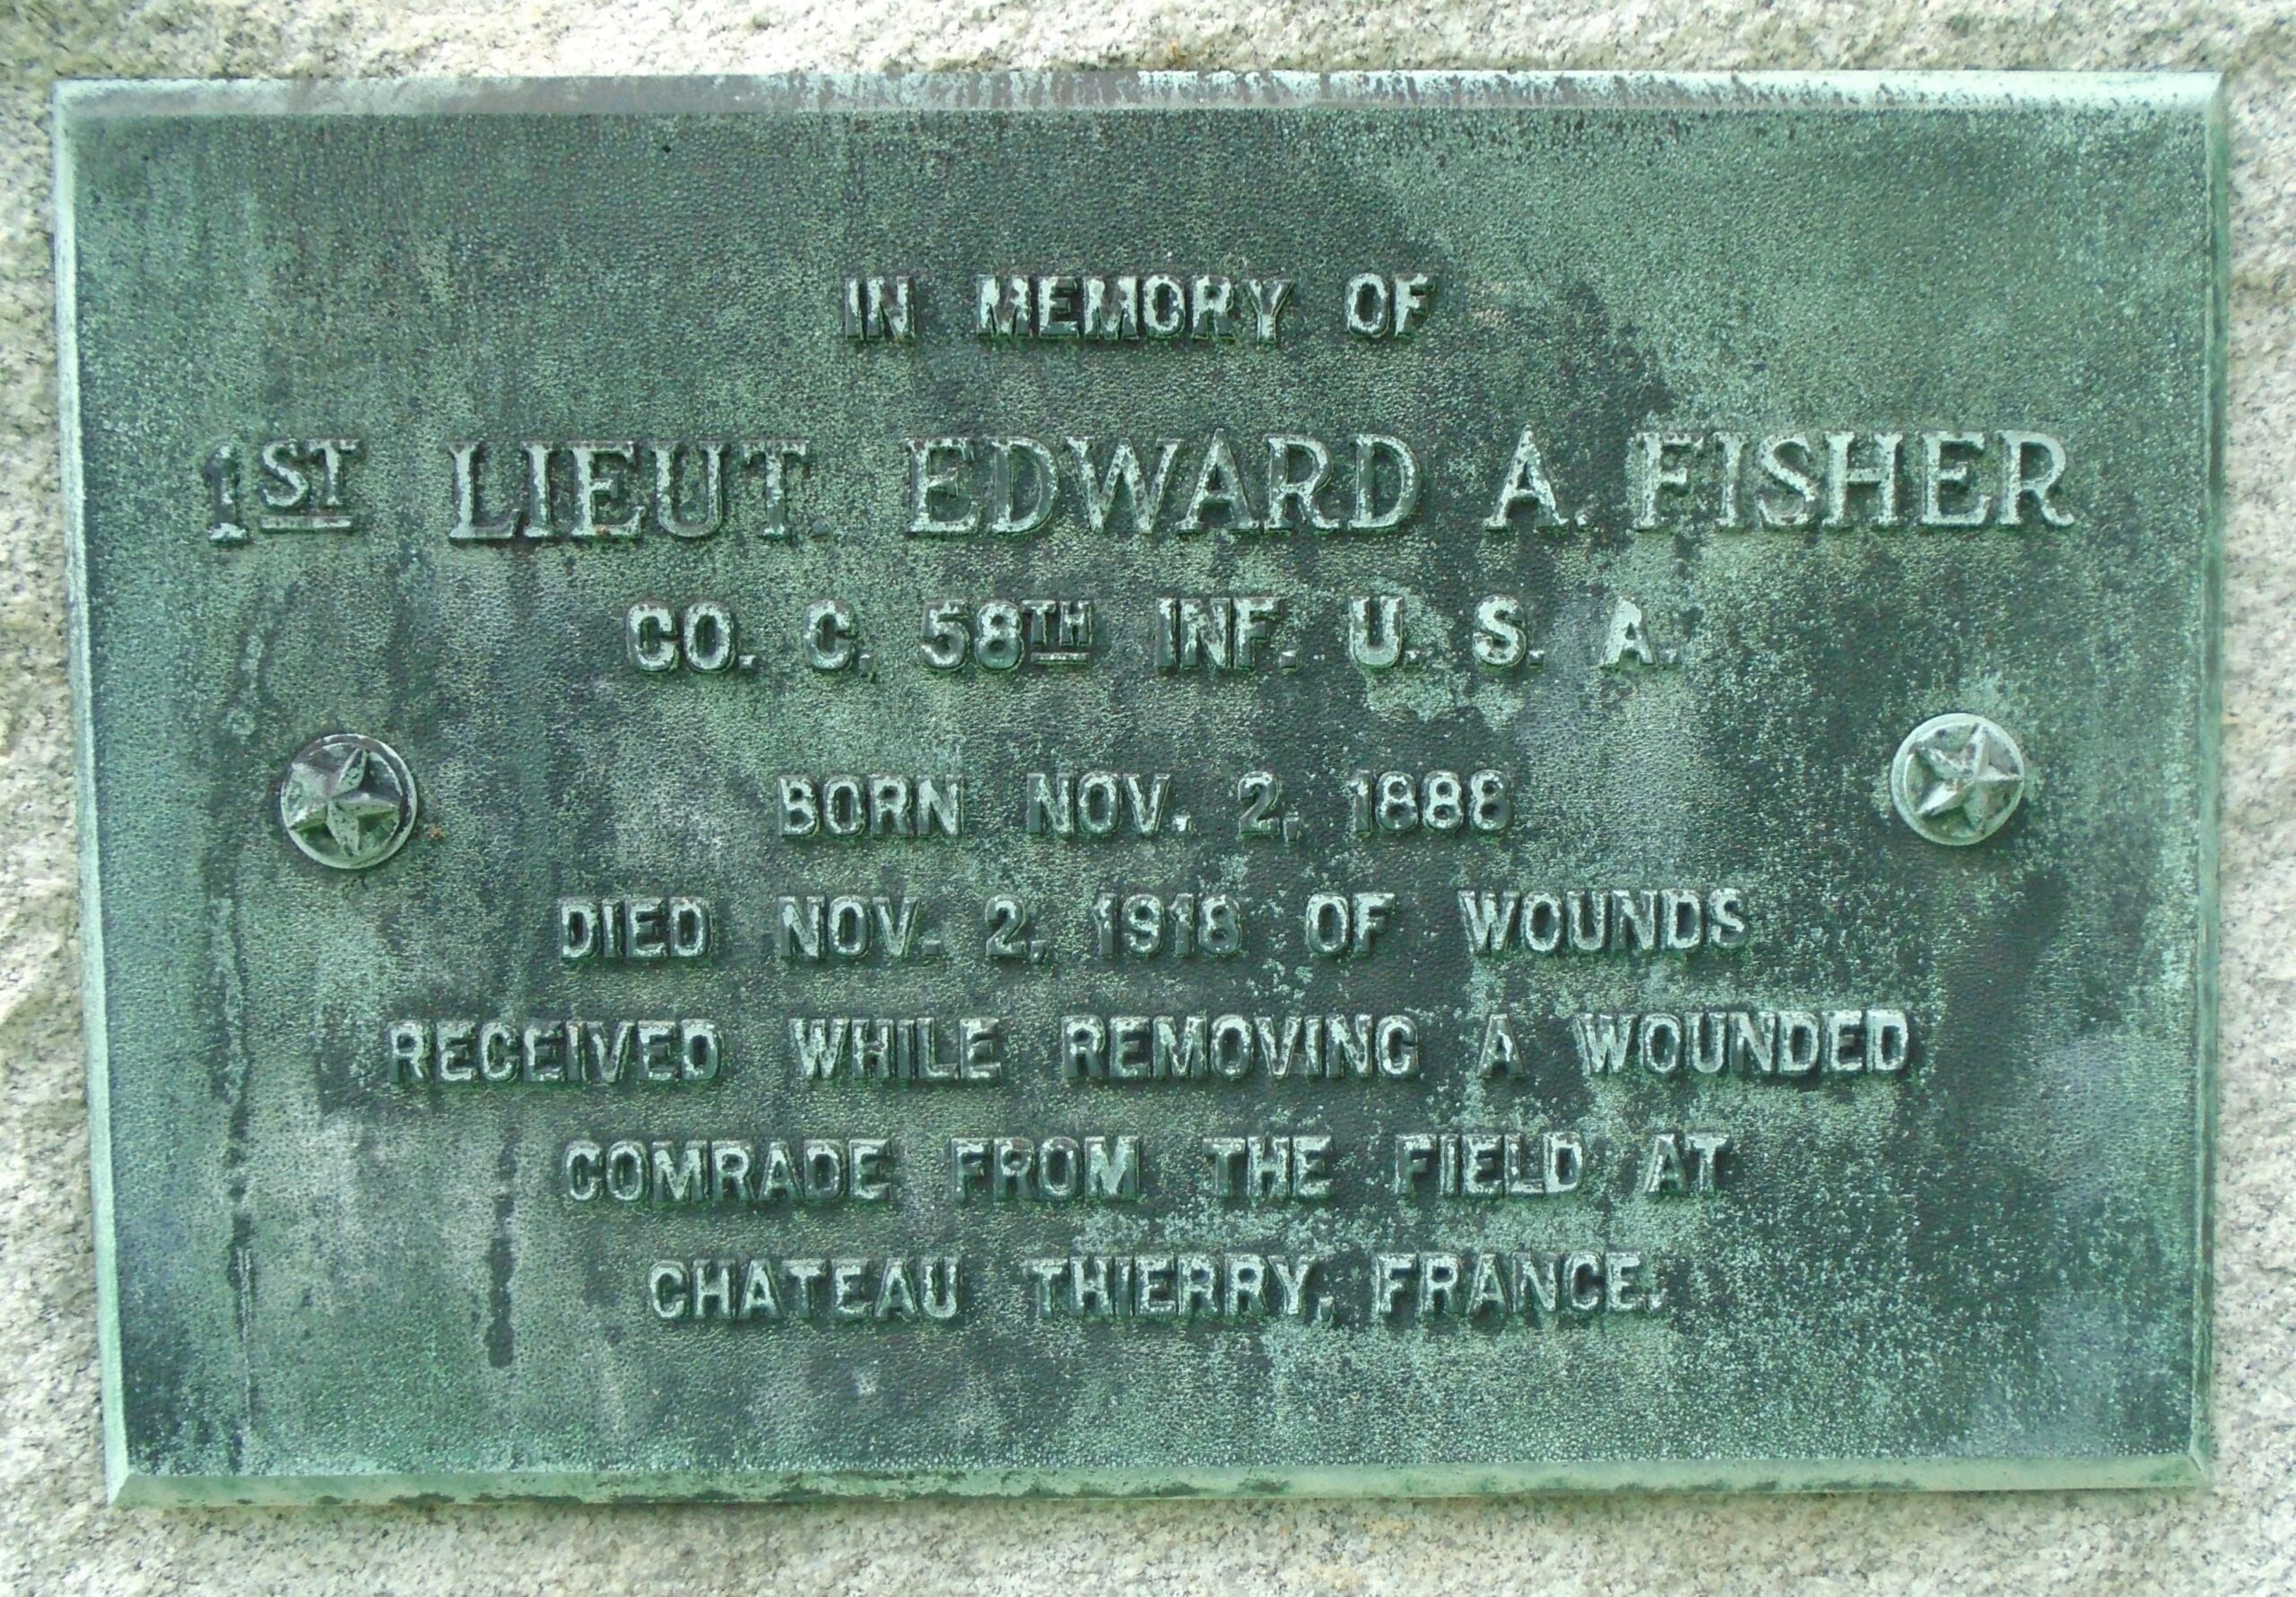 IN MEMORY OF
1ST LIEUT. EDWARD A. FISHER
CO. C, 58TH INF. U. S. A.
BORN NOV. 2, 1888
DIED NOV. 2, 1918 OF WOUNDS
RECEIVED WHILE REMOVING A WOUNDED
COMRADE FROM THE FIELD AT
CHATEAU THIERRY, FRANCE.